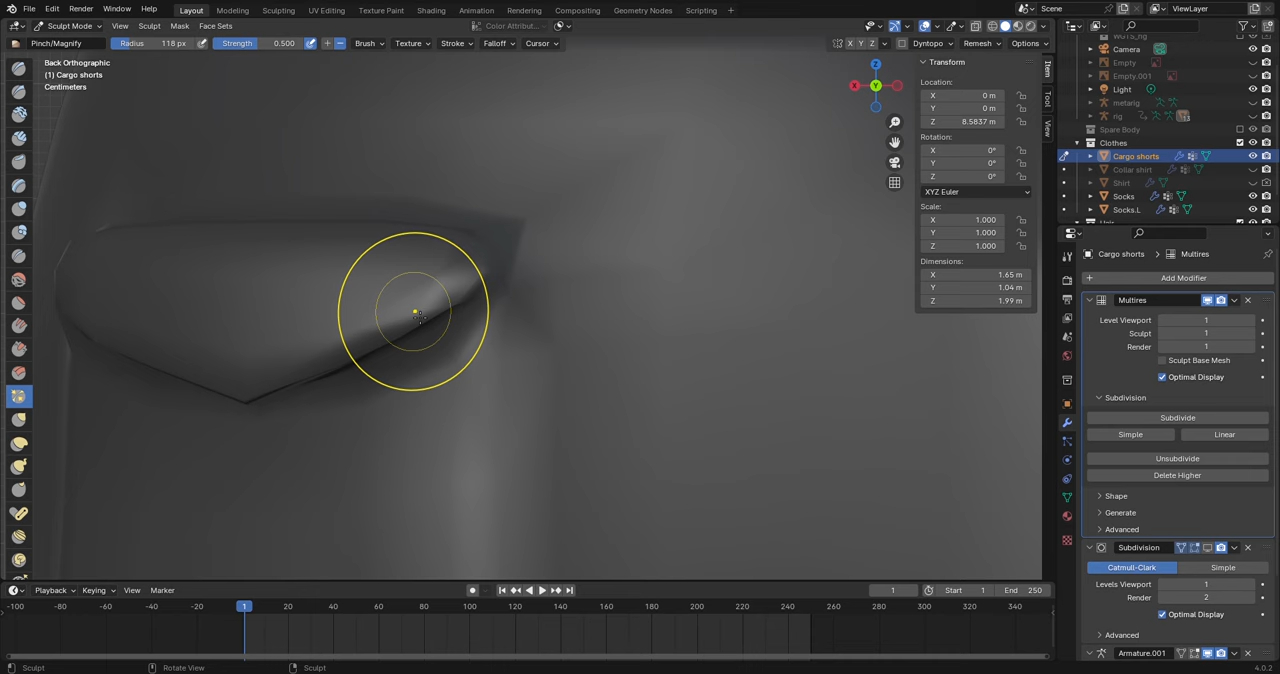 File Edit Render Window Help Layout Modeling Sculpting UV Editing Texture Paint Shading Animation Rendering Compositing Geometry Nodes Scripting + Scene ViewLayer
Sculpt Mode View Sculpt Mask Face Sets Color Attribut...
Pinch/Magnify Radius 118 px Strength 0.500 + − Brush Texture Stroke Falloff Cursor X Y Z Dyntopo Remesh Options
Back Orthographic
(1) Cargo shorts
Centimeters
Z
X
Y
Transform
Location:
X 0 m
Y 0 m
Z 8.5837 m
Rotation:
X 0°
Y 0°
Z 0°
XYZ Euler
Scale:
X 1.000
Y 1.000
Z 1.000
Dimensions:
X 1.65 m
Y 1.04 m
Z 1.99 m
Item
Tool
View
Camera
Empty
Empty.001
Light
metarig
rig
Spare Body
Clothes
Cargo shorts
Collar shirt
Shirt
Socks
Socks.L
Cargo shorts Multires
Add Modifier
Multires
Level Viewport 1
Sculpt 1
Render 1
Sculpt Base Mesh
Optimal Display
Subdivision
Subdivide
Simple Linear
Unsubdivide
Delete Higher
Shape
Generate
Advanced
Subdivision
Catmull-Clark Simple
Levels Viewport 1
Render 2
Optimal Display
Advanced
Armature.001
Playback Keying View Marker 1 Start 1 End 250
-100 -80 -60 -40 -20 1 20 40 60 80 100 120 140 160 180 200 220 240 260 280 300 320 340
Sculpt Rotate View Sculpt 4.0.2